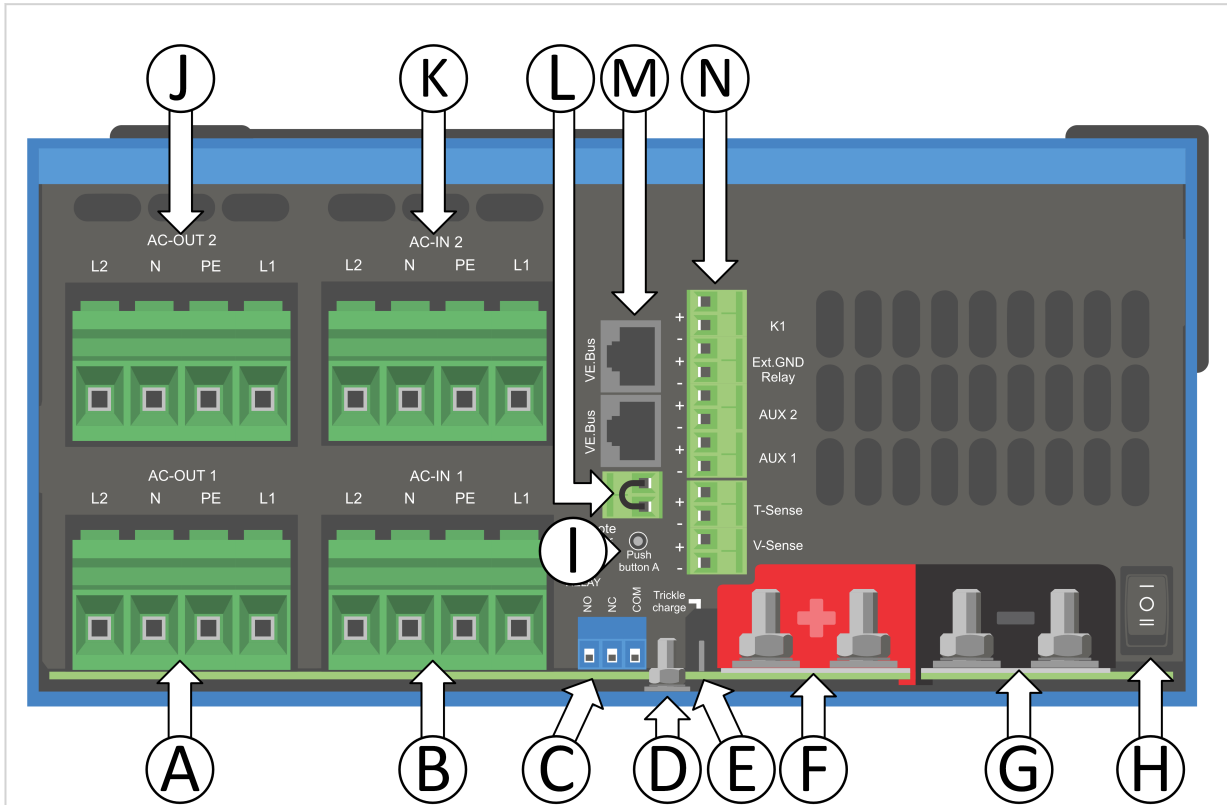 J K L M N
AC-OUT 2 AC-IN 2
L2 N PE L1 L2 N PE L1
VE.Bus
+ K1
-
+ Ext.GND
Relay
-
VE.Bus
+ AUX 2
-
+ AUX 1
-
AC-OUT 1 AC-IN 1
L2 N PE L1 L2 N PE L1
+ T-Sense
-
I
Push
button A
+ V-Sense
-
NO NC COM
Trickle
charge
+ -
I O II
A B C D E F G H